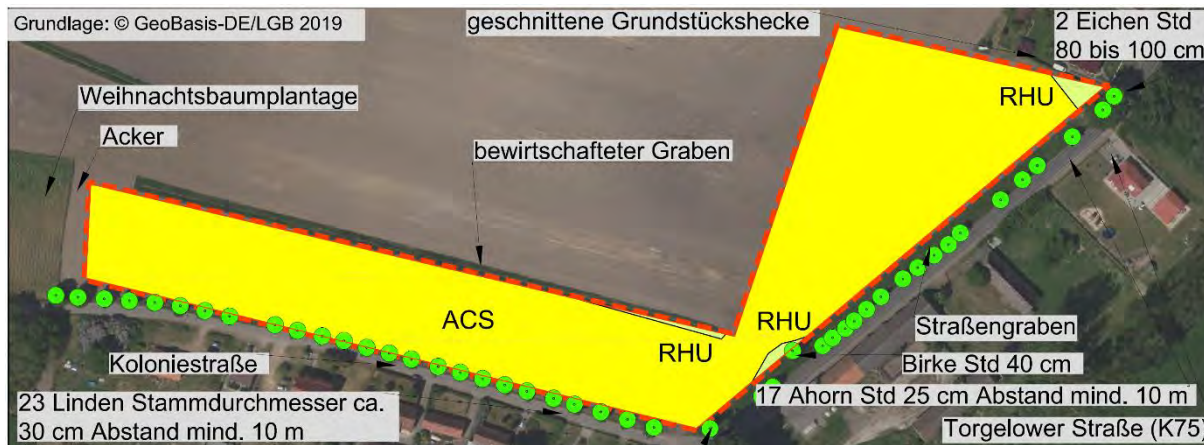 Grundlage: © GeoBasis-DE/LGB 2019
geschnittene Grundstückshecke
2 Eichen Std
80 bis 100 cm
Weihnachtsbaumplantage
RHU
Acker
bewirtschafteter Graben
ACS
RHU
RHU
Straßengraben
Koloniestraße
Birke Std 40 cm
23 Linden Stammdurchmesser ca.
30 cm Abstand mind. 10 m
17 Ahorn Std 25 cm Abstand mind. 10 m
Torgelower Straße (K75